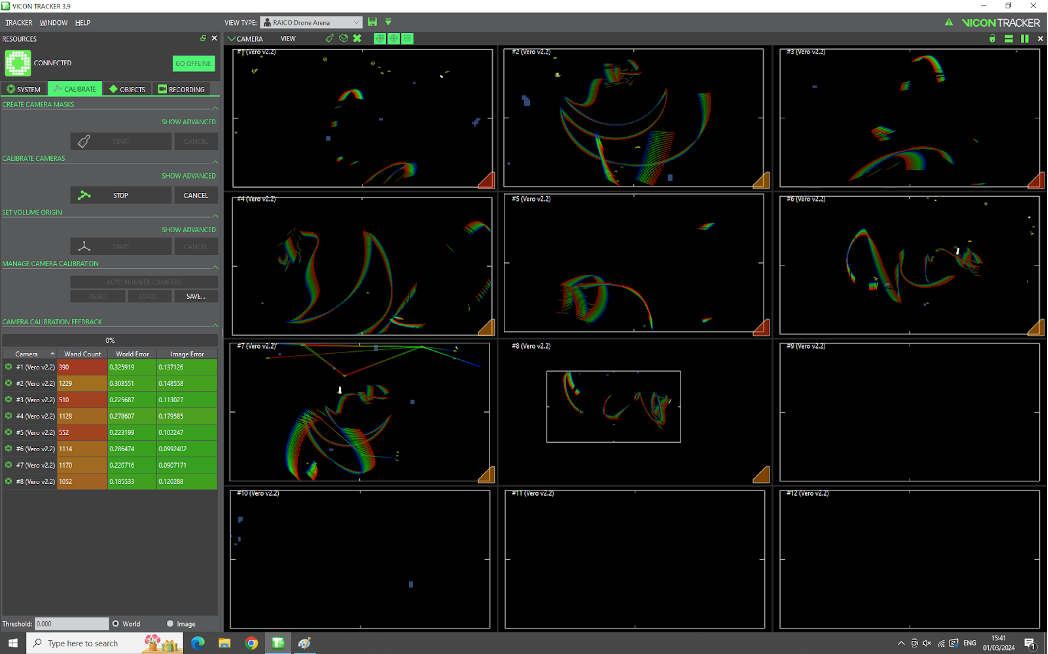 VICON TRACKER 3.9
TRACKER WINDOW HELP
VIEW TYPE: RAICO Drone Arena
VICON TRACKER
RESOURCES
CAMERA VIEW
CONNECTED
GO OFFLINE
SYSTEM CALIBRATE OBJECTS RECORDING
CREATE CAMERA MASKS
SHOW ADVANCED
START CANCEL
CALIBRATE CAMERAS
SHOW ADVANCED
STOP CANCEL
SET VOLUME ORIGIN
SHOW ADVANCED
START CANCEL
MANAGE CAMERA CALIBRATION
AUTO NUMBER CAMERAS
RESET LOAD... SAVE...
CAMERA CALIBRATION FEEDBACK
0%
Camera Wand Count World Error Image Error
#1 (Vero v2.2) 390 0.325919 0.137126
#2 (Vero v2.2) 1229 0.308551 0.148558
#3 (Vero v2.2) 510 0.225687 0.113027
#4 (Vero v2.2) 1128 0.278607 0.179585
#5 (Vero v2.2) 552 0.223199 0.102247
#6 (Vero v2.2) 1114 0.286474 0.0992402
#7 (Vero v2.2) 1170 0.220716 0.0907171
#8 (Vero v2.2) 1052 0.185533 0.120288
Threshold: 0.000 World Image
#1 (Vero v2.2)
#2 (Vero v2.2)
#3 (Vero v2.2)
#4 (Vero v2.2)
#5 (Vero v2.2)
#6 (Vero v2.2)
#7 (Vero v2.2)
#8 (Vero v2.2)
#9 (Vero v2.2)
#10 (Vero v2.2)
#11 (Vero v2.2)
#12 (Vero v2.2)
Type here to search
ENG
15:41
01/03/2024